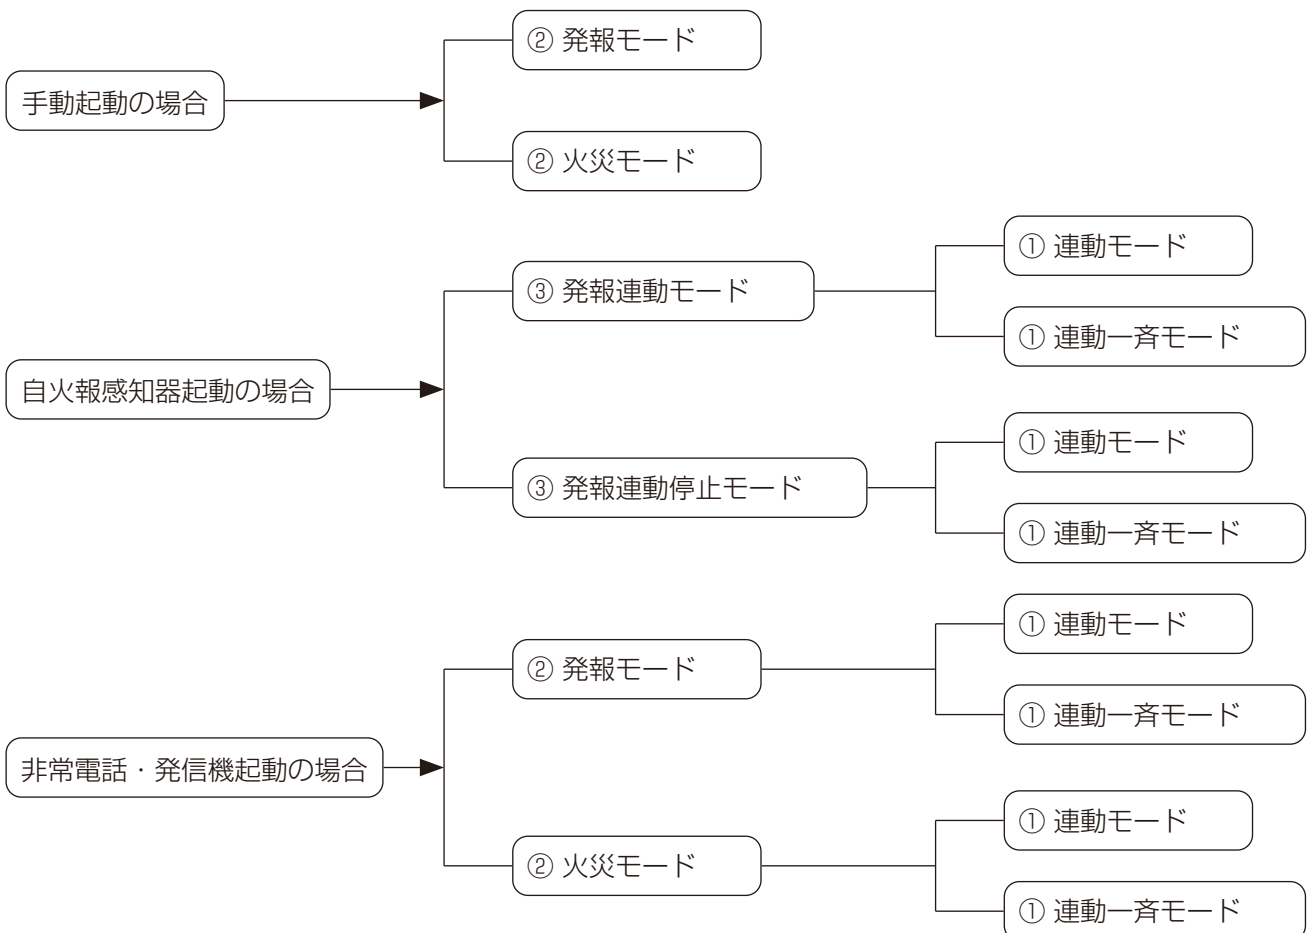 手動起動の場合
② 発報モード
② 火災モード
自火報感知器起動の場合
③ 発報連動モード
① 連動モード
① 連動一斉モード
③ 発報連動停止モード
① 連動モード
① 連動一斉モード
非常電話・発信機起動の場合
② 発報モード
① 連動モード
① 連動一斉モード
② 火災モード
① 連動モード
① 連動一斉モード